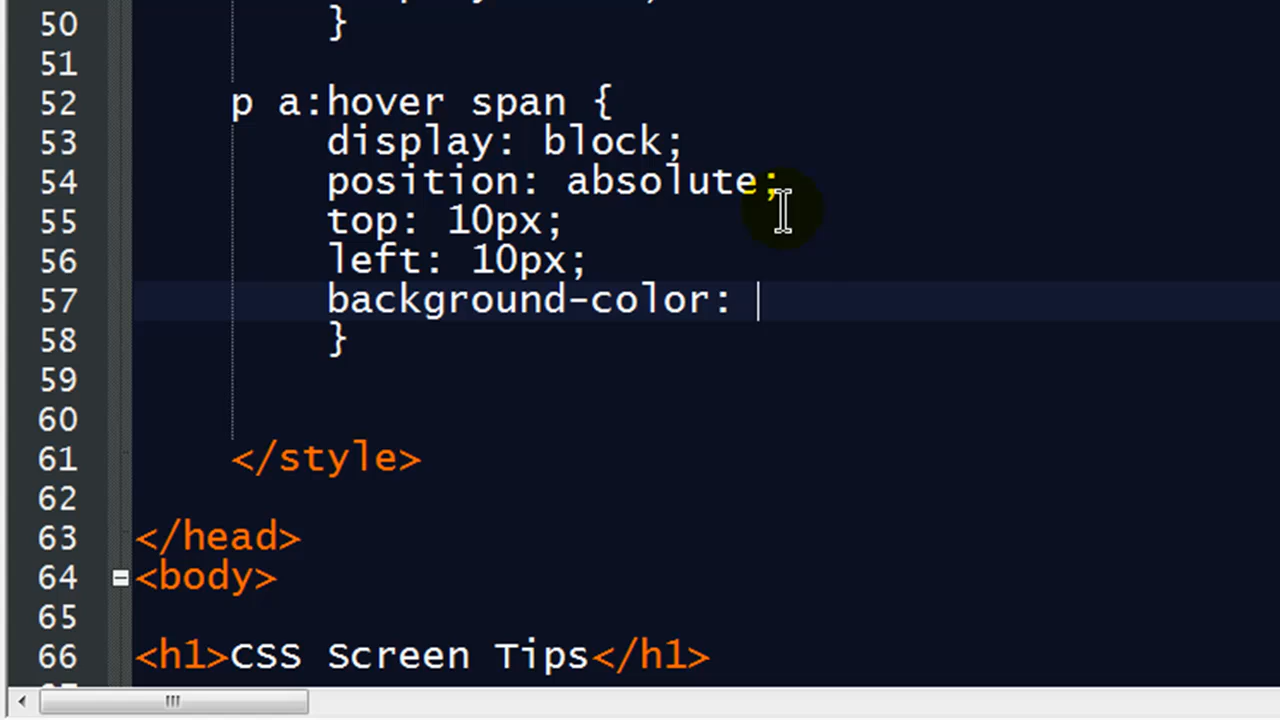 50 }
51
52 p a:hover span {
53 display: block;
54 position: absolute;
55 top: 10px;
56 left: 10px;
57 background-color:
58 }
59
60
61 </style>
62
63 </head>
64 <body>
65
66 <h1>CSS Screen Tips</h1>